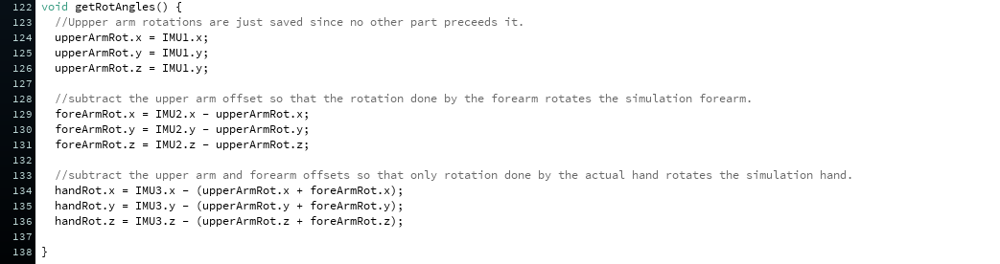 122 void getRotAngles() {
123   //Uppper arm rotations are just saved since no other part preceeds it.
124   upperArmRot.x = IMU1.x;
125   upperArmRot.y = IMU1.y;
126   upperArmRot.z = IMU1.y;
127
128   //subtract the upper arm offset so that the rotation done by the forearm rotates the simulation forearm.
129   foreArmRot.x = IMU2.x - upperArmRot.x;
130   foreArmRot.y = IMU2.y - upperArmRot.y;
131   foreArmRot.z = IMU2.z - upperArmRot.z;
132
133   //subtract the upper arm and forearm offsets so that only rotation done by the actual hand rotates the simulation hand.
134   handRot.x = IMU3.x - (upperArmRot.x + foreArmRot.x);
135   handRot.y = IMU3.y - (upperArmRot.y + foreArmRot.y);
136   handRot.z = IMU3.z - (upperArmRot.z + foreArmRot.z);
137
138 }